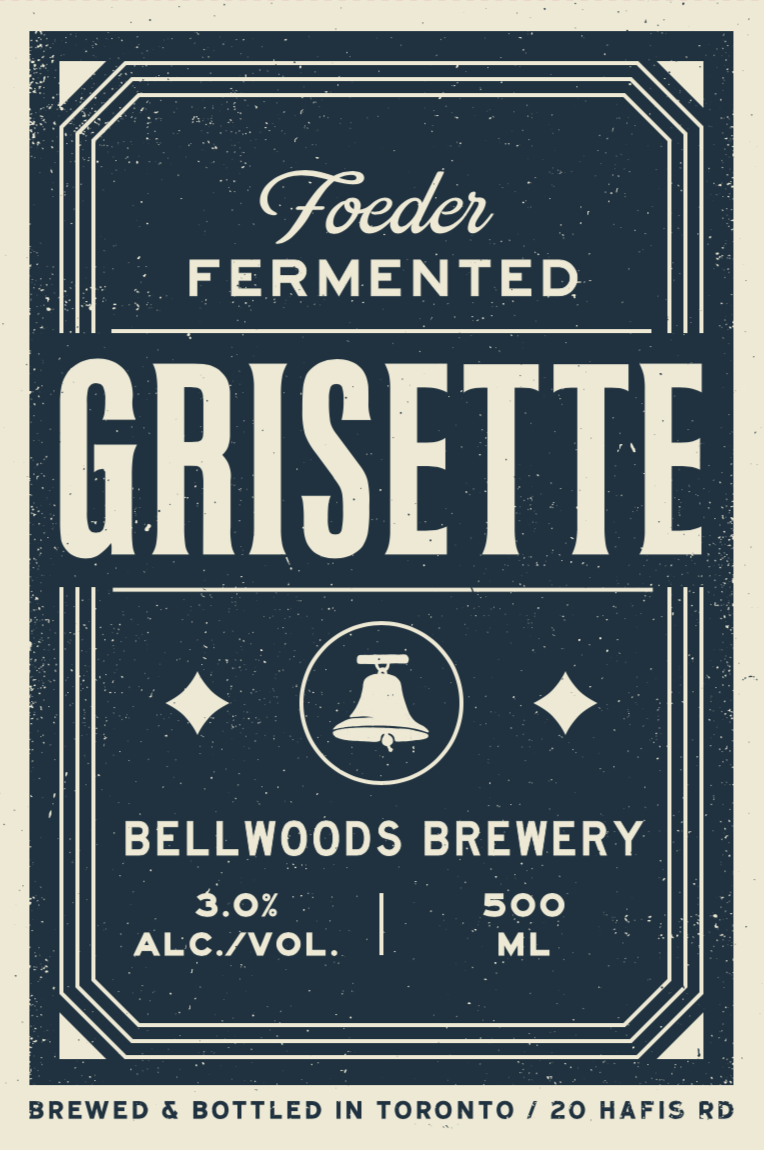 Foeder
FERMENTED
GRISETTE
BELLWOODS BREWERY
3.0%
ALC./VOL.
500
ML
BREWED & BOTTLED IN TORONTO / 20 HAFIS RD